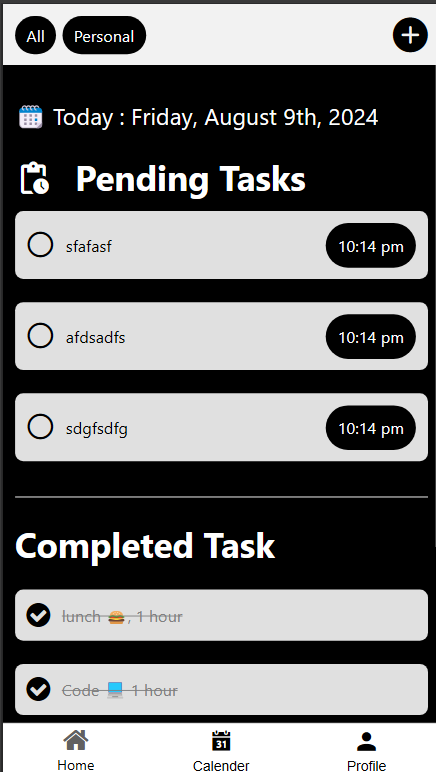 All Personal
Today : Friday, August 9th, 2024
Pending Tasks
sfafasf 10:14 pm
afdsadfs 10:14 pm
sdgfsdfg 10:14 pm
Completed Task
lunch 🍔, 1 hour
Code 💻 1 hour
31
Home Calender Profile